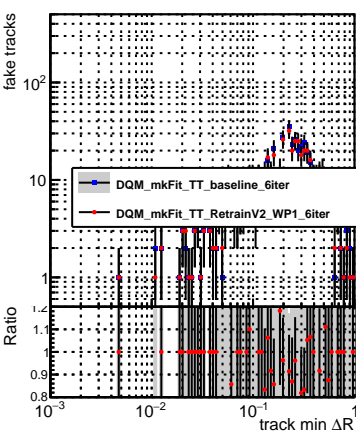 fake tracks
10²
10
1
DQM_mkFit_TT_baseline_6iter
DQM_mkFit_TT_RetrainV2_WP1_6iter
Ratio
1.2
1.1
1
0.9
0.8
10⁻³
10⁻²
10⁻¹
1
track min ΔR